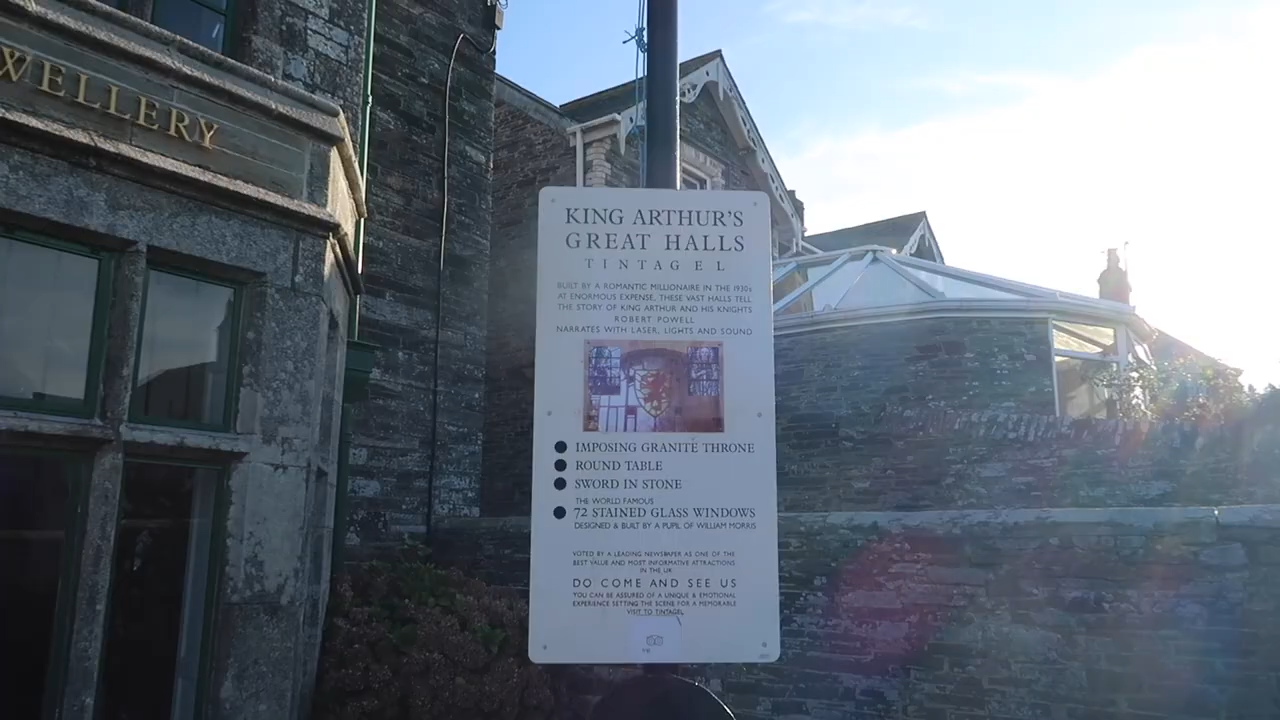 WELLERY
KING ARTHUR'S
GREAT HALLS
TINTAGEL
BUILT BY A ROMANTIC MILLIONAIRE IN THE 1930s
AT ENORMOUS EXPENSE, THESE VAST HALLS TELL
THE STORY OF KING ARTHUR AND HIS KNIGHTS
ROBERT POWELL
NARRATES WITH LASER, LIGHTS AND SOUND
IMPOSING GRANITE THRONE
ROUND TABLE
SWORD IN STONE
THE WORLD FAMOUS
72 STAINED GLASS WINDOWS
DESIGNED & BUILT BY A PUPIL OF WILLIAM MORRIS
VOTED BY A LEADING NEWSPAPER AS ONE OF THE
BEST VALUE AND MOST INFORMATIVE ATTRACTIONS
IN THE UK
DO COME AND SEE US
YOU CAN BE ASSURED OF A UNIQUE & EMOTIONAL
EXPERIENCE SETTING THE SCENE FOR A MEMORABLE
VISIT TO TINTAGEL